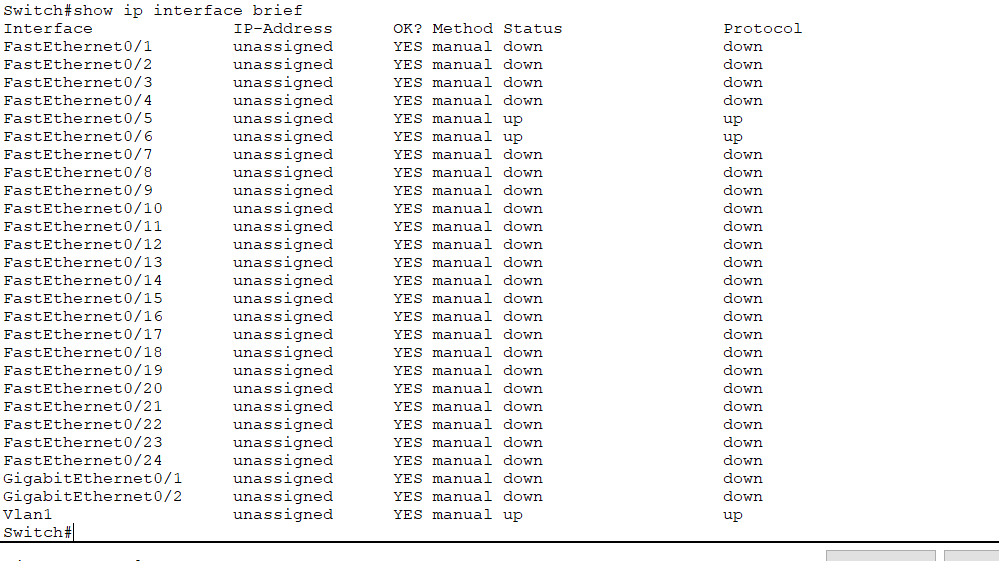 Switch#show ip interface brief
Interface IP-Address OK? Method Status Protocol
FastEthernet0/1 unassigned YES manual down down
FastEthernet0/2 unassigned YES manual down down
FastEthernet0/3 unassigned YES manual down down
FastEthernet0/4 unassigned YES manual down down
FastEthernet0/5 unassigned YES manual up up
FastEthernet0/6 unassigned YES manual up up
FastEthernet0/7 unassigned YES manual down down
FastEthernet0/8 unassigned YES manual down down
FastEthernet0/9 unassigned YES manual down down
FastEthernet0/10 unassigned YES manual down down
FastEthernet0/11 unassigned YES manual down down
FastEthernet0/12 unassigned YES manual down down
FastEthernet0/13 unassigned YES manual down down
FastEthernet0/14 unassigned YES manual down down
FastEthernet0/15 unassigned YES manual down down
FastEthernet0/16 unassigned YES manual down down
FastEthernet0/17 unassigned YES manual down down
FastEthernet0/18 unassigned YES manual down down
FastEthernet0/19 unassigned YES manual down down
FastEthernet0/20 unassigned YES manual down down
FastEthernet0/21 unassigned YES manual down down
FastEthernet0/22 unassigned YES manual down down
FastEthernet0/23 unassigned YES manual down down
FastEthernet0/24 unassigned YES manual down down
GigabitEthernet0/1 unassigned YES manual down down
GigabitEthernet0/2 unassigned YES manual down down
Vlan1 unassigned YES manual up up
Switch#